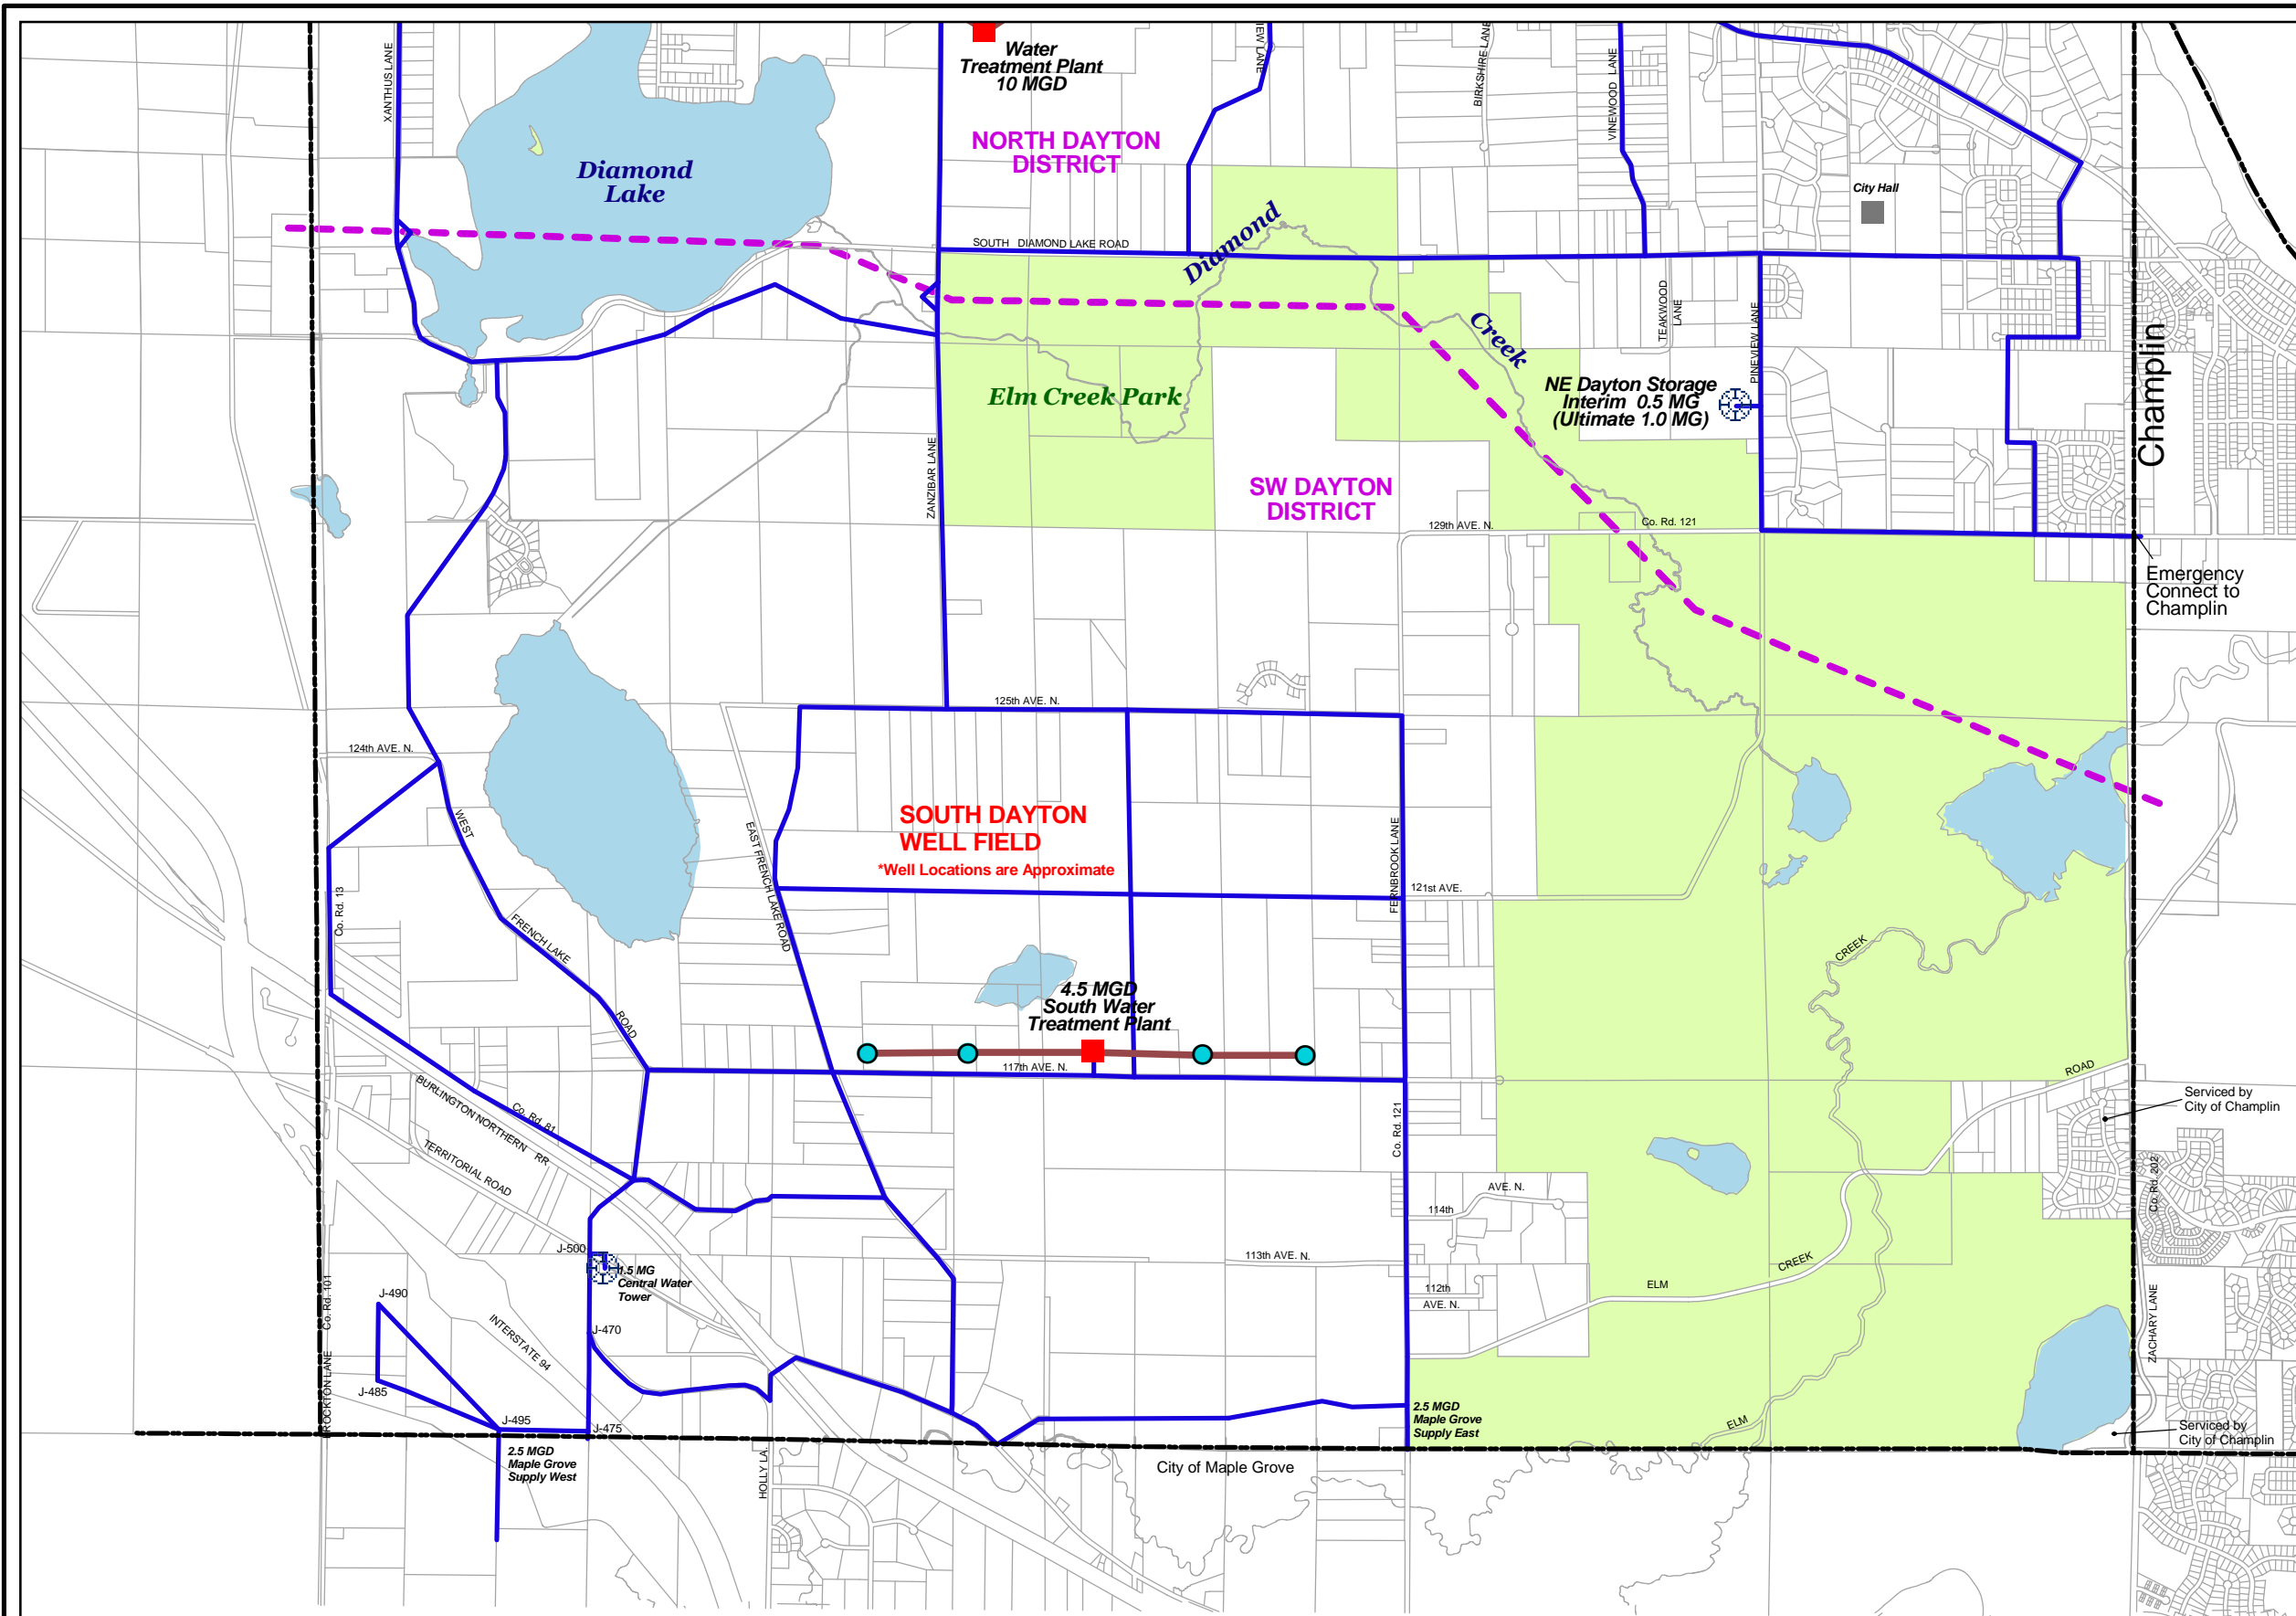 XANTHUS LANE
Water
Treatment Plant
10 MGD
BIRKSHIRE LANE
VINEWOOD LANE
NORTH DAYTON
DISTRICT
Diamond
Lake
City Hall
SOUTH DIAMOND LAKE ROAD
Diamond
Creek
TEAKWOOD
LANE
PINEVIEW LANE
Champlin
Elm Creek Park
NE Dayton Storage
Interim 0.5 MG
(Ultimate 1.0 MG)
ZANZIBAR LANE
SW DAYTON
DISTRICT
129th AVE. N.
Co. Rd. 121
Emergency
Connect to
Champlin
125th AVE. N.
124th AVE. N.
WEST
FRENCH LAKE
ROAD
EAST FRENCH LAKE ROAD
SOUTH DAYTON
WELL FIELD
*Well Locations are Approximate
FERNBROOK LANE
121st AVE.
Co. Rd. 13
CREEK
4.5 MGD
South Water
Treatment Plant
117th AVE. N.
ROAD
Serviced by
City of Champlin
BURLINGTON NORTHERN RR
Co. Rd. 81
TERRITORIAL ROAD
Co. Rd. 121
Co. Rd. 202
114th
AVE. N.
J-500
1.5 MG
Central Water
Tower
113th AVE. N.
CREEK
ELM
112th
AVE. N.
Co. Rd. 101
J-490
INTERSTATE 94
J-470
ZACHARY LANE
J-485
J-495
J-475
2.5 MGD
Maple Grove
Supply East
ELM
Serviced by
City of Champlin
2.5 MGD
Maple Grove
Supply West
HOLLY LA.
City of Maple Grove